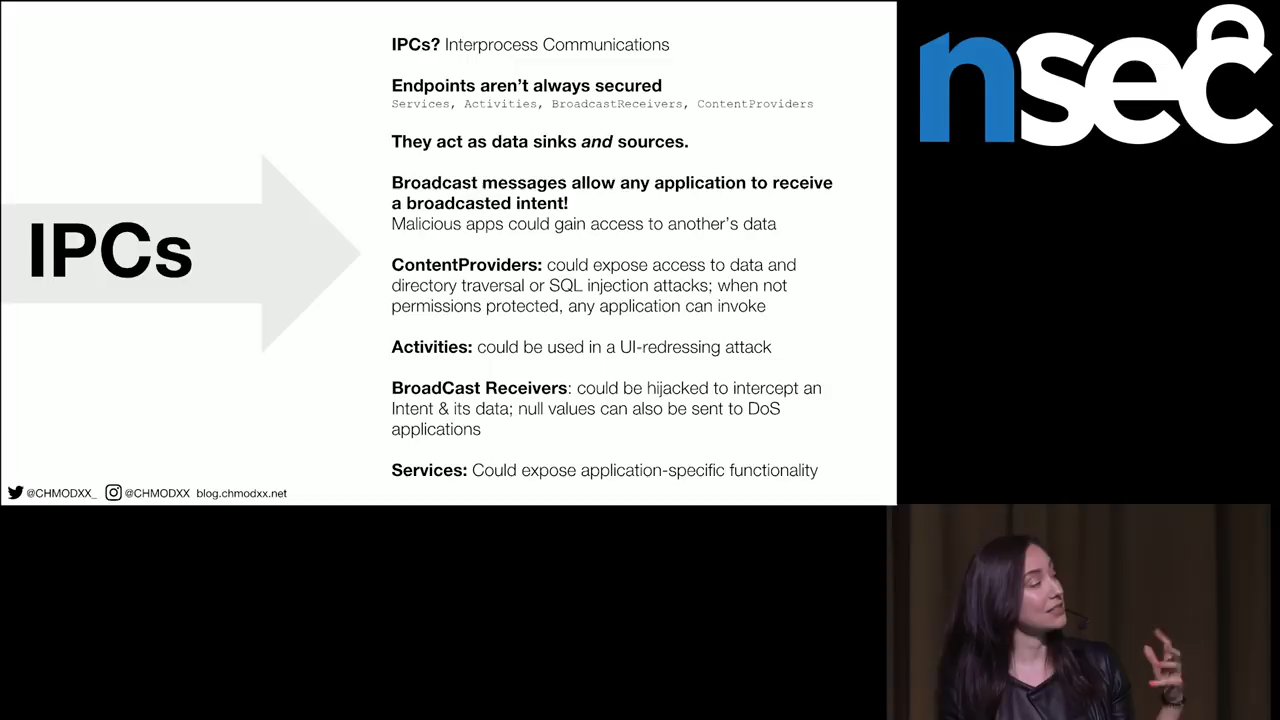 IPCs? Interprocess Communications
Endpoints aren't always secured
Services, Activities, BroadcastReceivers, ContentProviders
They act as data sinks and sources.
Broadcast messages allow any application to receive
a broadcasted intent!
Malicious apps could gain access to another's data
IPCs
ContentProviders: could expose access to data and
directory traversal or SQL injection attacks; when not
permissions protected, any application can invoke
Activities: could be used in a UI-redressing attack
BroadCast Receivers: could be hijacked to intercept an
Intent & its data; null values can also be sent to DoS
applications
Services: Could expose application-specific functionality
@CHMODXX_ @CHMODXX blog.chmodxx.net
nsec